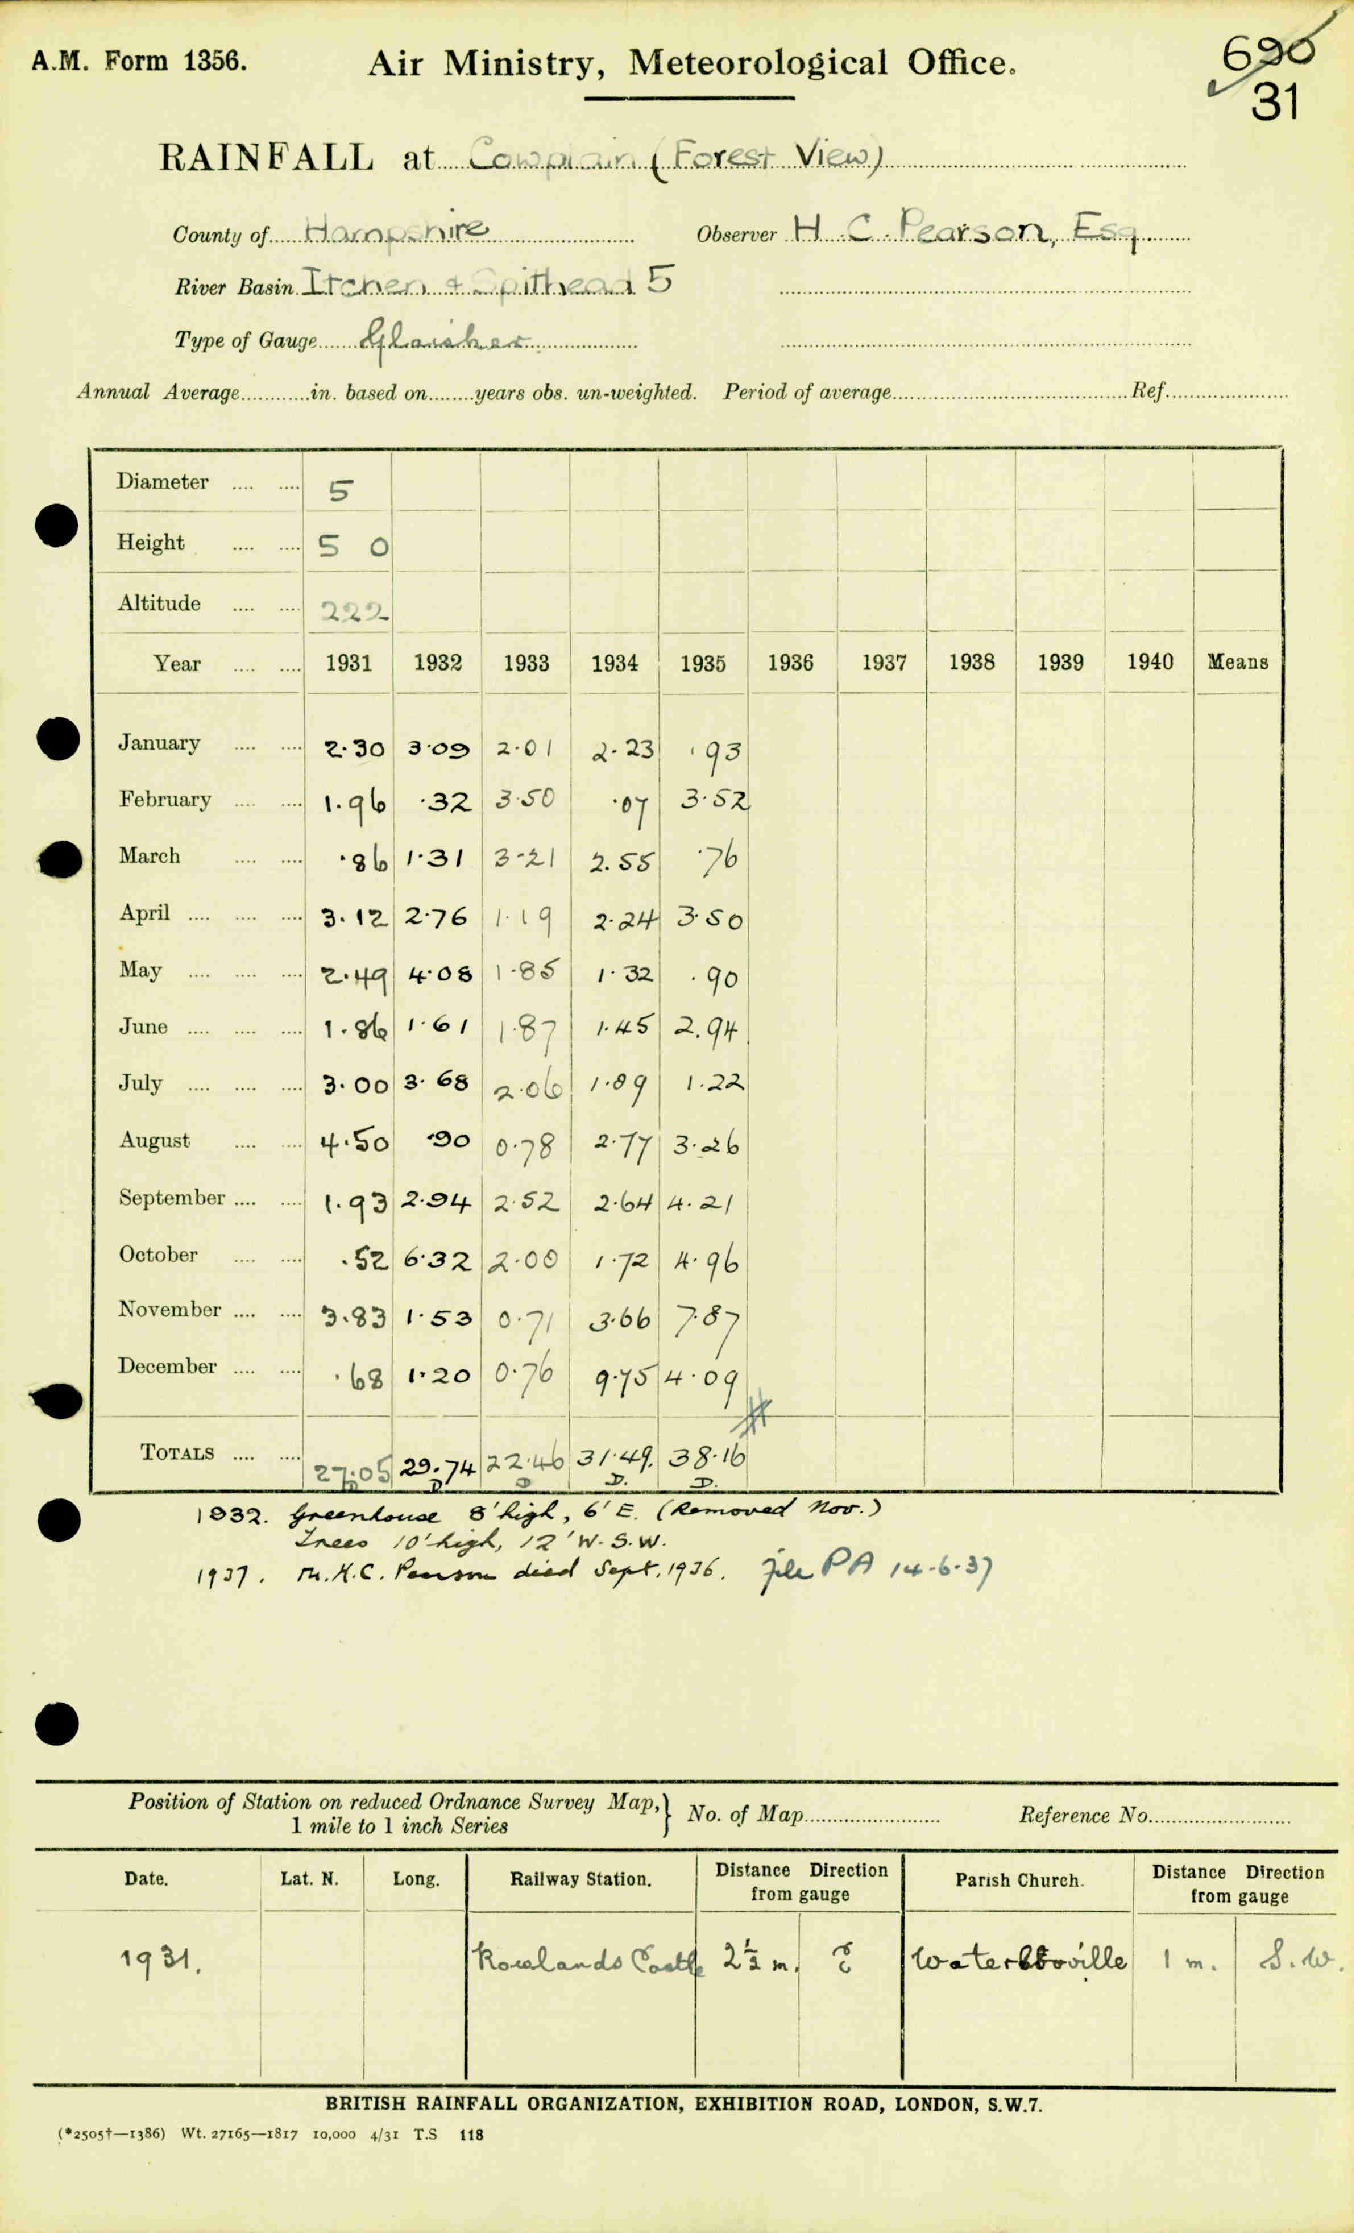 A.M. Form 1356. Air Ministry, Meteorological Office. 690
31
RAINFALL at Cowplain (Forest View)
County of Hampshire Observer H. C. Pearson, Esq.
River Basin Itchen & Spithead 5
Type of Gauge Glaisher
Annual Average in. based on years obs. un-weighted. Period of average Ref.
Diameter 5
Height 5 0
Altitude 222
Year 1931 1932 1933 1934 1935 1936 1937 1938 1939 1940 Means
January 2.30 3.09 2.01 2.23 .93
February 1.96 .32 3.50 .07 3.52
March .86 1.31 3.21 2.55 .76
April 3.12 2.76 1.19 2.24 3.50
May 2.49 4.08 1.85 1.32 .90
June 1.86 1.61 1.87 1.45 2.94
July 3.00 3.68 2.06 1.09 1.22
August 4.50 .90 0.78 2.77 3.26
September 1.93 2.94 2.52 2.64 4.21
October .52 6.32 2.00 1.72 4.96
November 3.83 1.53 0.71 3.66 7.87
December .68 1.20 0.76 9.75 4.09
TOTALS 27.05 29.74 22.46 31.49. 38.16
D D D D. D.
1932. Greenhouse 8' high, 6' E. (Removed Nov.)
Trees 10' high, 12' W.S.W.
1937. Mr. H.C. Pearson died Sept. 1936. file PA 14-6-37
Position of Station on reduced Ordnance Survey Map,} No. of Map Reference No.
1 mile to 1 inch Series
Date. Lat. N. Long. Railway Station. Distance Direction from gauge Parish Church. Distance Direction from gauge
1931. Rowlands Castle 2½ m. E Waterlooville 1 m. S.W.
BRITISH RAINFALL ORGANIZATION, EXHIBITION ROAD, LONDON, S.W.7.
(*2505†—1386) Wt. 27165—1817 10,000 4/31 T.S 118